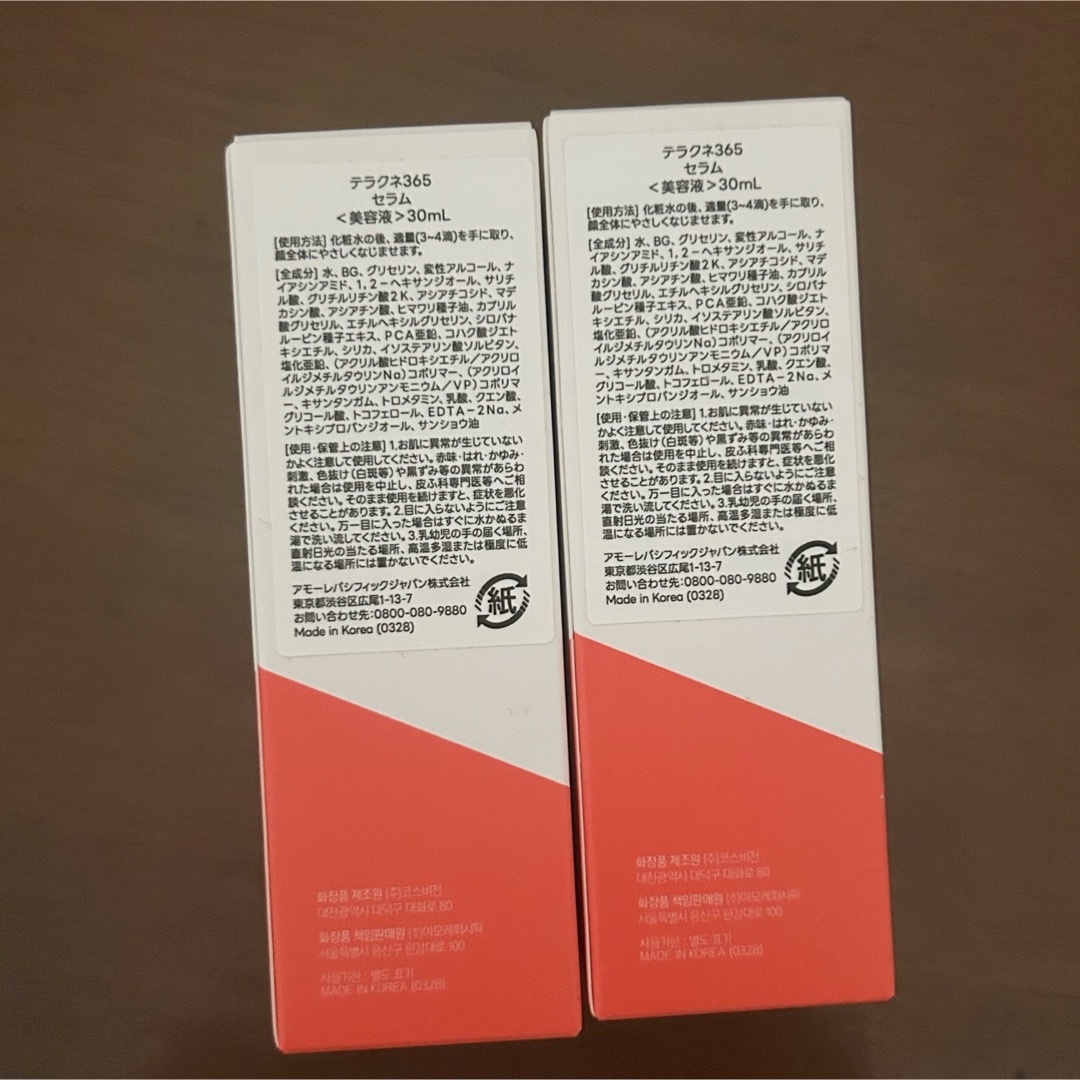 テラクネ365
セラム
<美容液>30mL
[使用方法] 化粧水の後、適量(3~4滴)を手に取り、
顔全体にやさしくなじませます。
[全成分] 水、BG、グリセリン、変性アルコール、ナ
イアシンアミド、1,2-ヘキサンジオール、サリチ
ル酸、グリチルリチン酸2K、アシアチコシド、マデ
カシン酸、アシアチン酸、ヒマワリ種子油、カプリル
酸グリセリル、エチルヘキシルグリセリン、シロバナ
ルーピン種子エキス、PCA亜鉛、コハク酸ジエト
キシエチル、シリカ、イソステアリン酸ソルビタン、
塩化亜鉛、(アクリル酸ヒドロキシエチル/アクリロ
イルジメチルタウリンNa)コポリマー、(アクリロイ
ルジメチルタウリンアンモニウム/VP)コポリマ
ー、キサンタンガム、トロメタミン、乳酸、クエン酸、
グリコール酸、トコフェロール、EDTA-2Na、メ
ントキシプロパンジオール、サンショウ油
[使用・保管上の注意] 1.お肌に異常が生じていない
かよく注意して使用してください。赤味・はれ・かゆみ・
刺激、色抜け(白斑等)や黒ずみ等の異常があらわ
れた場合は使用を中止し、皮ふ科専門医等へご相
談ください。そのまま使用を続けますと、症状を悪化
させることがあります。2.目に入らないようにご注意
ください。万一目に入った場合はすぐに水かぬるま
湯で洗い流してください。3.乳幼児の手の届く場所、
直射日光の当たる場所、高温多湿または極度に低
温になる場所には置かないでください。
アモーレパシフィックジャパン株式会社
東京都渋谷区広尾1-13-7
お問い合わせ先:0800-080-9880
Made in Korea (0328)
紙
화장품 제조원 (주)코스비전
대전광역시 대덕구 대화로 80
화장품 책임판매원 (주)아모레퍼시픽
서울특별시 용산구 한강대로 100
사용기한 : 별도 표기
MADE IN KOREA (0328)
テラクネ365
セラム
<美容液>30mL
[使用方法] 化粧水の後、適量(3~4滴)を手に取り、
顔全体にやさしくなじませます。
[全成分] 水、BG、グリセリン、変性アルコール、ナ
イアシンアミド、1,2-ヘキサンジオール、サリチ
ル酸、グリチルリチン酸2K、アシアチコシド、マデ
カシン酸、アシアチン酸、ヒマワリ種子油、カプリル
酸グリセリル、エチルヘキシルグリセリン、シロバナ
ルーピン種子エキス、PCA亜鉛、コハク酸ジエト
キシエチル、シリカ、イソステアリン酸ソルビタン、
塩化亜鉛、(アクリル酸ヒドロキシエチル/アクリロ
イルジメチルタウリンNa)コポリマー、(アクリロイ
ルジメチルタウリンアンモニウム/VP)コポリマ
ー、キサンタンガム、トロメタミン、乳酸、クエン酸、
グリコール酸、トコフェロール、EDTA-2Na、メ
ントキシプロパンジオール、サンショウ油
[使用・保管上の注意] 1.お肌に異常が生じていない
かよく注意して使用してください。赤味・はれ・かゆみ・
刺激、色抜け(白斑等)や黒ずみ等の異常があらわ
れた場合は使用を中止し、皮ふ科専門医等へご相
談ください。そのまま使用を続けますと、症状を悪化
させることがあります。2.目に入らないようにご注意
ください。万一目に入った場合はすぐに水かぬるま
湯で洗い流してください。3.乳幼児の手の届く場所、
直射日光の当たる場所、高温多湿または極度に低
温になる場所には置かないでください。
アモーレパシフィックジャパン株式会社
東京都渋谷区広尾1-13-7
お問い合わせ先:0800-080-9880
Made in Korea (0328)
紙
화장품 제조원 (주)코스비전
대전광역시 대덕구 대화로 80
화장품 책임판매원 (주)아모레퍼시픽
서울특별시 용산구 한강대로 100
사용기한 : 별도 표기
MADE IN KOREA (0328)